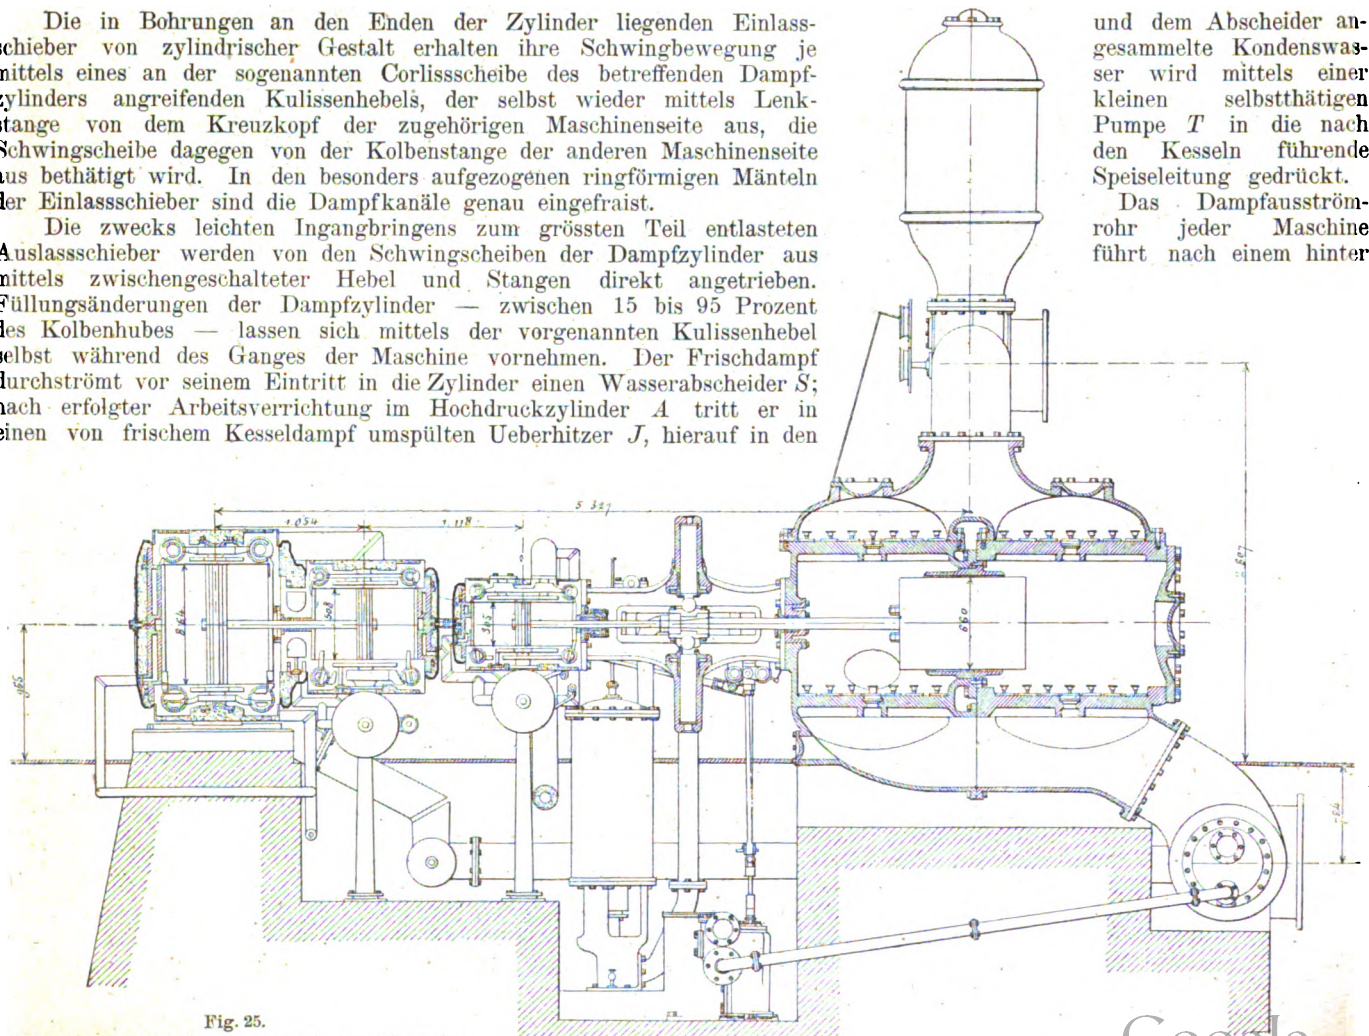 Die in Bohrungen an den Enden der Zylinder liegenden Einlass-
schieber von zylindrischer Gestalt erhalten ihre Schwingbewegung je
mittels eines an der sogenannten Corlissscheibe des betreffenden Dampf-
zylinders angreifenden Kulissenhebels, der selbst wieder mittels Lenk-
stange von dem Kreuzkopf der zugehörigen Maschinenseite aus, die
Schwingscheibe dagegen von der Kolbenstange der anderen Maschinenseite
aus bethätigt wird. In den besonders aufgezogenen ringförmigen Mänteln
der Einlassschieber sind die Dampfkanäle genau eingefraist.
Die zwecks leichten Ingangbringens zum grössten Teil entlasteten
Auslassschieber werden von den Schwingscheiben der Dampfzylinder aus
mittels zwischengeschalteter Hebel und Stangen direkt angetrieben.
Füllungsänderungen der Dampfzylinder — zwischen 15 bis 95 Prozent
des Kolbenhubes — lassen sich mittels der vorgenannten Kulissenhebel
selbst während des Ganges der Maschine vornehmen. Der Frischdampf
durchströmt vor seinem Eintritt in die Zylinder einen Wasserabscheider S;
nach erfolgter Arbeitsverrichtung im Hochdruckzylinder A tritt er in
einen von frischem Kesseldampf umspülten Ueberhitzer J, hierauf in den
und dem Abscheider an-
gesammelte Kondenswas-
ser wird mittels einer
kleinen selbstthätigen
Pumpe T in die nach
den Kesseln führende
Speiseleitung gedrückt.
Das Dampfausström-
rohr jeder Maschine
führt nach einem hinter
5 327
1.054
1.118
864
508
305
660
965
Fig. 25.